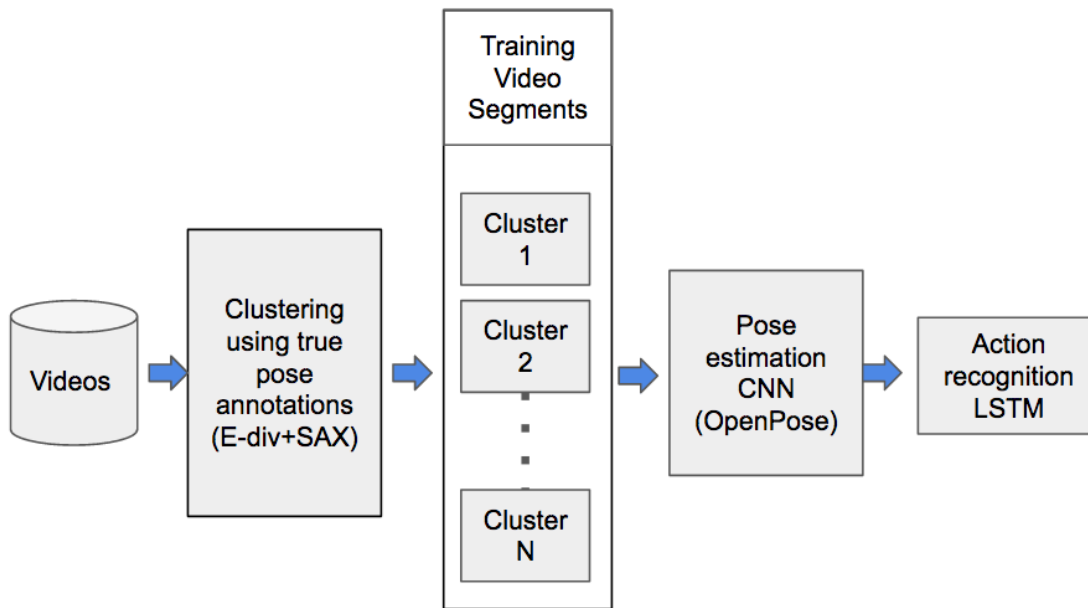 Videos
Clustering
using true
pose
annotations
(E-div+SAX)
Training
Video
Segments
Cluster
1
Cluster
2
Cluster
N
Pose
estimation
CNN
(OpenPose)
Action
recognition
LSTM